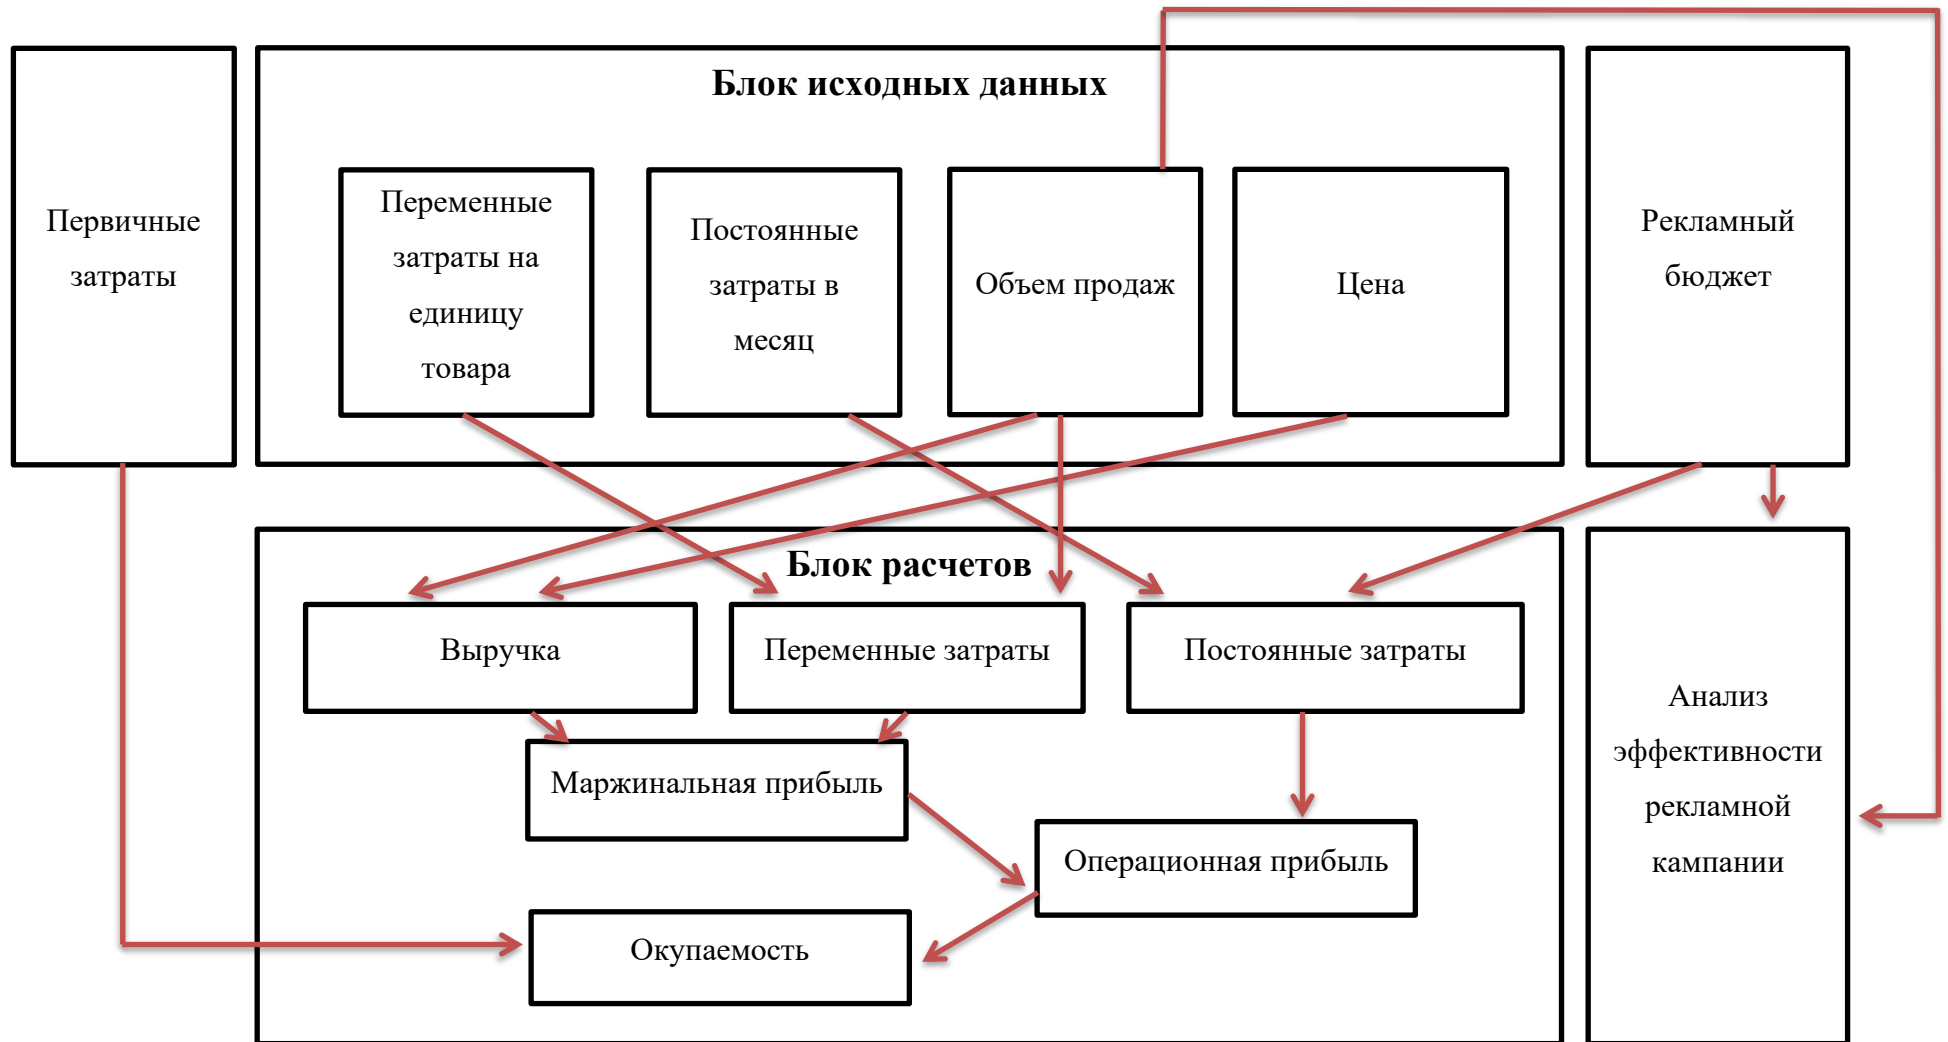 Блок исходных данных
Первичные
затраты
Переменные
затраты на
единицу
товара
Постоянные
затраты в
месяц
Объем продаж
Цена
Рекламный
бюджет
Блок расчетов
Выручка
Переменные затраты
Постоянные затраты
Маржинальная прибыль
Операционная прибыль
Окупаемость
Анализ
эффективности
рекламной
кампании